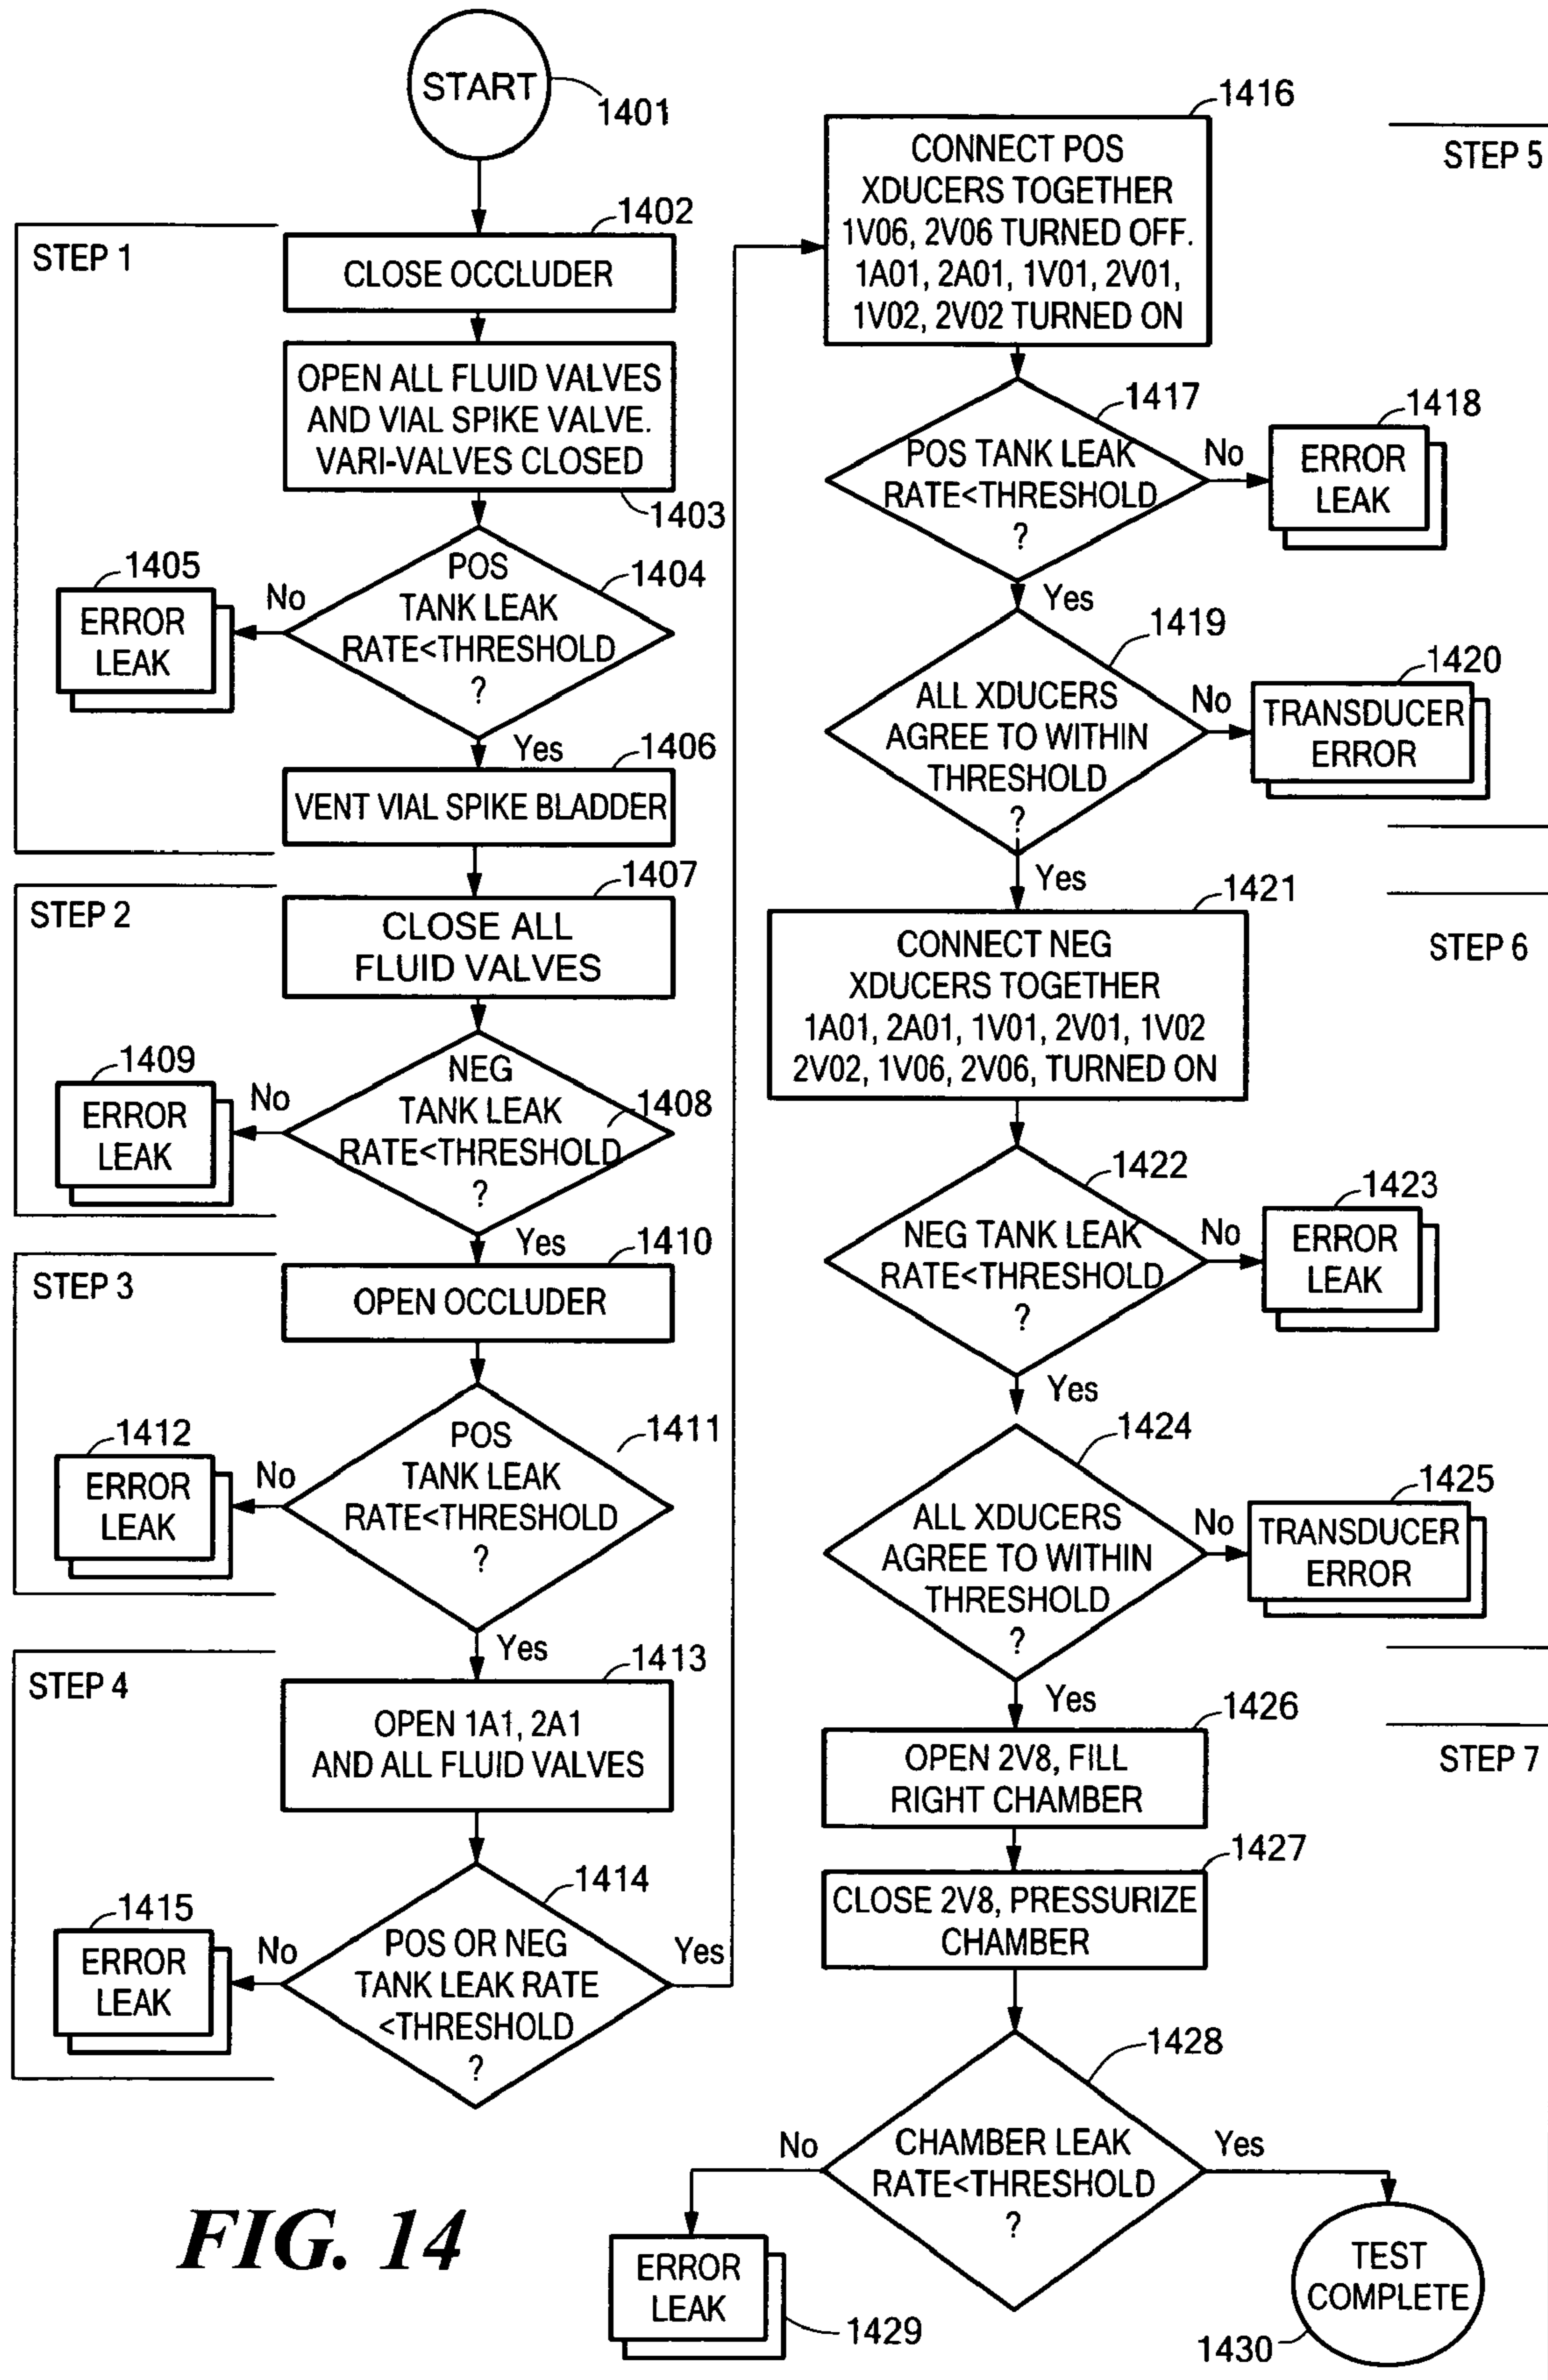 START
1401
STEP 1
1402
CLOSE OCCLUDER
OPEN ALL FLUID VALVES
AND VIAL SPIKE VALVE.
VARI-VALVES CLOSED
1403
POS
TANK LEAK
RATE<THRESHOLD
?
1404
No
1405
ERROR
LEAK
Yes
1406
VENT VIAL SPIKE BLADDER
STEP 2
1407
CLOSE ALL
FLUID VALVES
NEG
TANK LEAK
RATE<THRESHOLD
?
1408
No
1409
ERROR
LEAK
Yes
STEP 3
1410
OPEN OCCLUDER
POS
TANK LEAK
RATE<THRESHOLD
?
1411
No
1412
ERROR
LEAK
Yes
STEP 4
1413
OPEN 1A1, 2A1
AND ALL FLUID VALVES
1414
POS OR NEG
TANK LEAK RATE
<THRESHOLD
?
No
1415
ERROR
LEAK
Yes
STEP 5
1416
CONNECT POS
XDUCERS TOGETHER
1V06, 2V06 TURNED OFF.
1A01, 2A01, 1V01, 2V01,
1V02, 2V02 TURNED ON
1417
POS TANK LEAK
RATE<THRESHOLD
?
No
1418
ERROR
LEAK
Yes
1419
ALL XDUCERS
AGREE TO WITHIN
THRESHOLD
?
No
1420
TRANSDUCER
ERROR
Yes
STEP 6
1421
CONNECT NEG
XDUCERS TOGETHER
1A01, 2A01, 1V01, 2V01, 1V02
2V02, 1V06, 2V06, TURNED ON
1422
NEG TANK LEAK
RATE<THRESHOLD
?
No
1423
ERROR
LEAK
Yes
1424
ALL XDUCERS
AGREE TO WITHIN
THRESHOLD
?
No
1425
TRANSDUCER
ERROR
Yes
STEP 7
1426
OPEN 2V8, FILL
RIGHT CHAMBER
1427
CLOSE 2V8, PRESSURIZE
CHAMBER
1428
CHAMBER LEAK
RATE<THRESHOLD
?
No
ERROR
LEAK
1429
Yes
TEST
COMPLETE
1430
FIG. 14